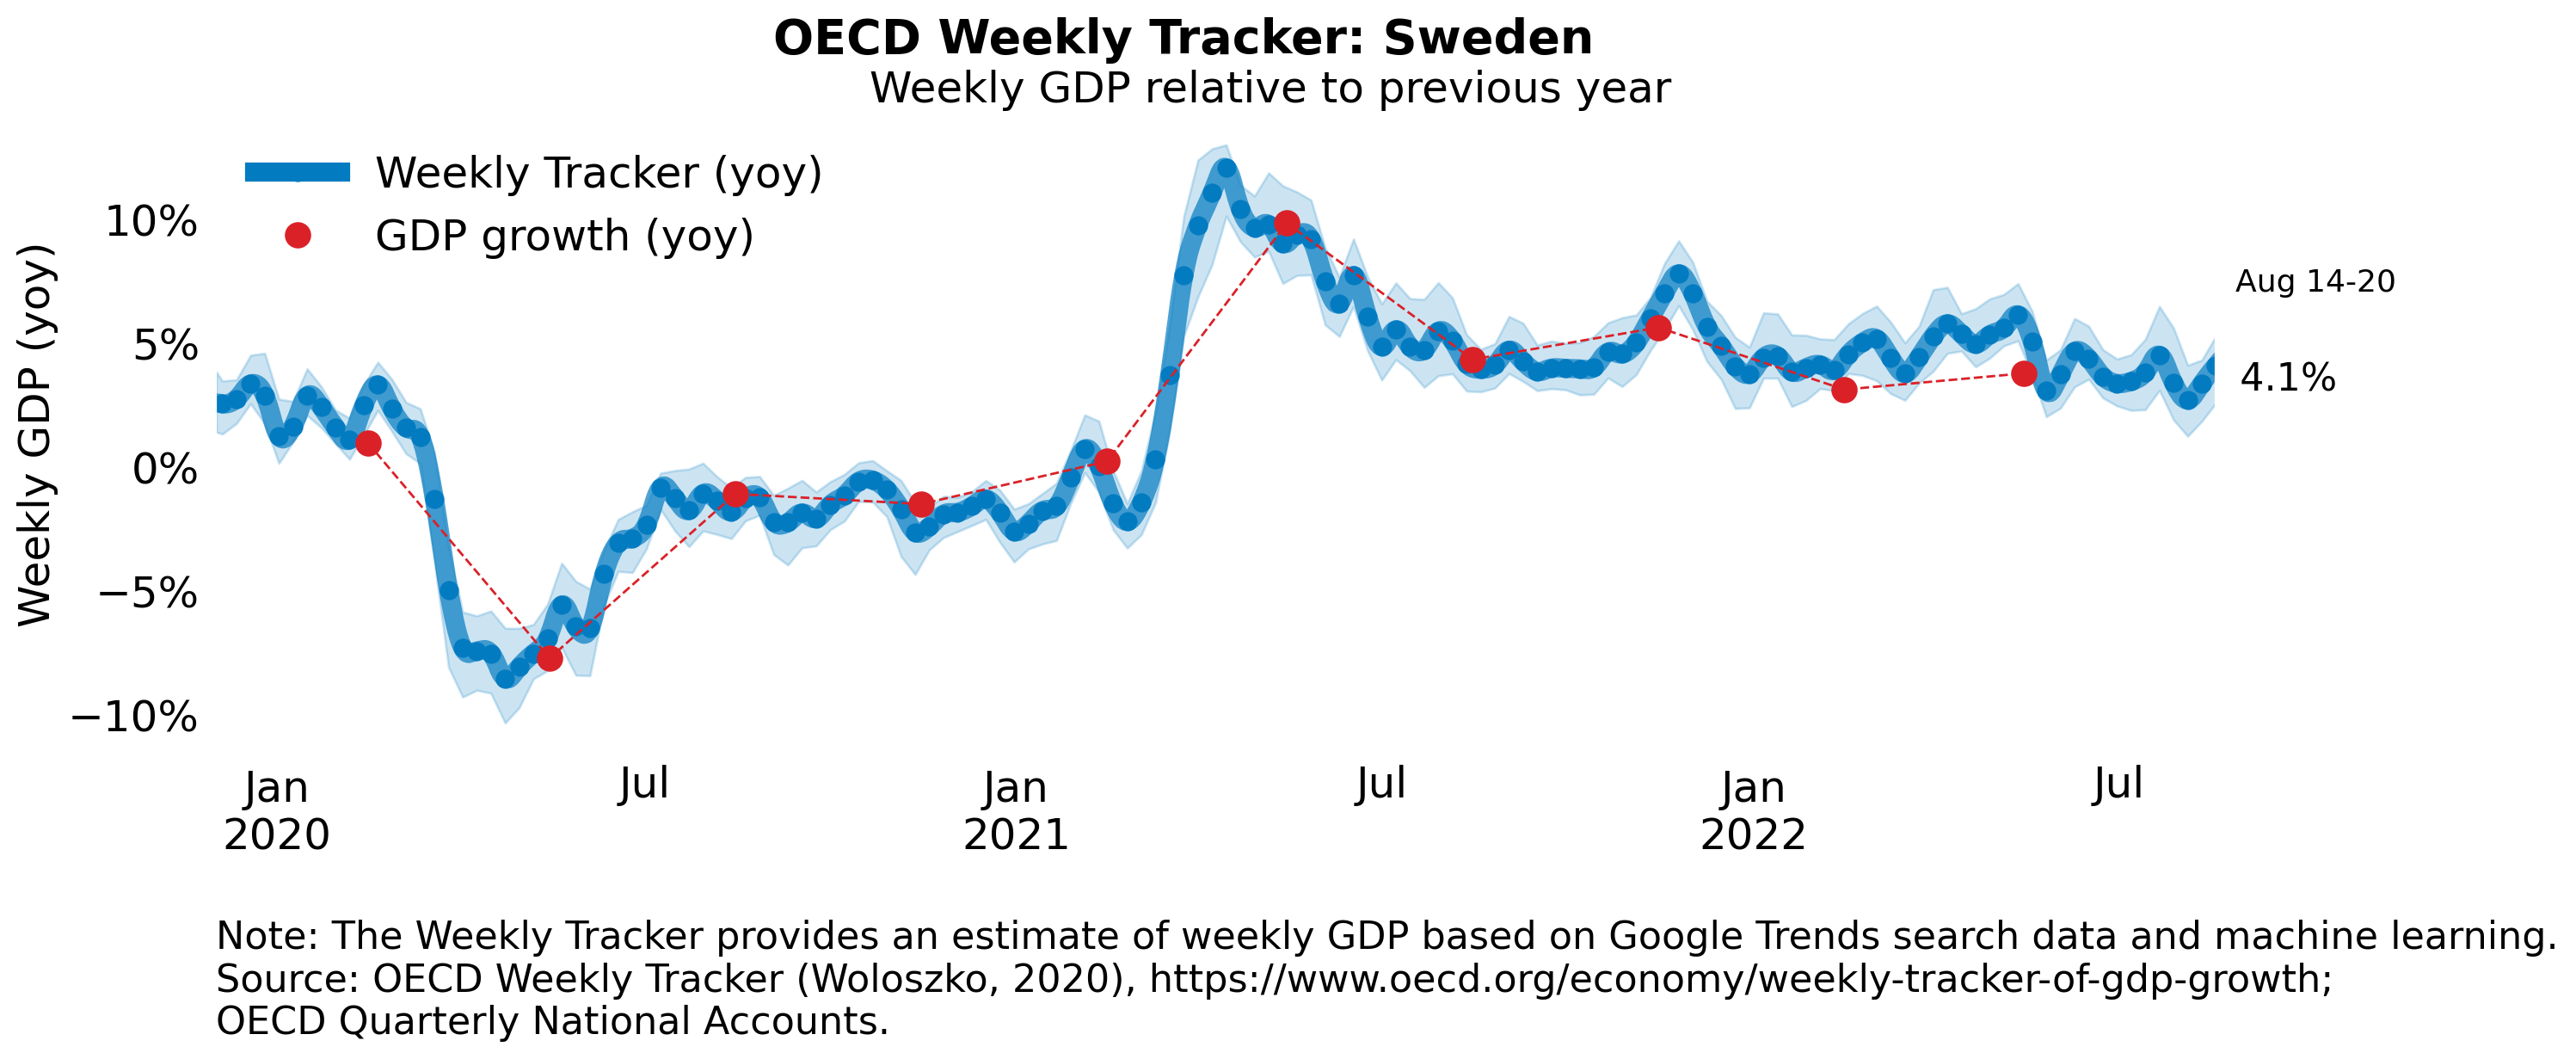 OECD Weekly Tracker: Sweden
Weekly GDP relative to previous year
Weekly Tracker (yoy)
GDP growth (yoy)
Weekly GDP (yoy)
10%
5%
0%
−5%
−10%
Aug 14-20
4.1%
Jan
2020
Jul
Jan
2021
Jul
Jan
2022
Jul
Note: The Weekly Tracker provides an estimate of weekly GDP based on Google Trends search data and machine learning.
Source: OECD Weekly Tracker (Woloszko, 2020), https://www.oecd.org/economy/weekly-tracker-of-gdp-growth;
OECD Quarterly National Accounts.